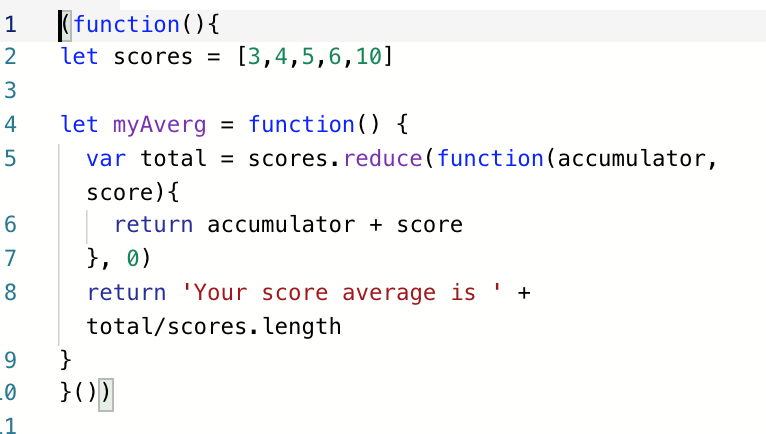 1 (function(){
2 let scores = [3,4,5,6,10]
3
4 let myAverg = function() {
5 var total = scores.reduce(function(accumulator,
score){
6 return accumulator + score
7 }, 0)
8 return 'Your score average is ' +
total/scores.length
9 }
10 }())
11